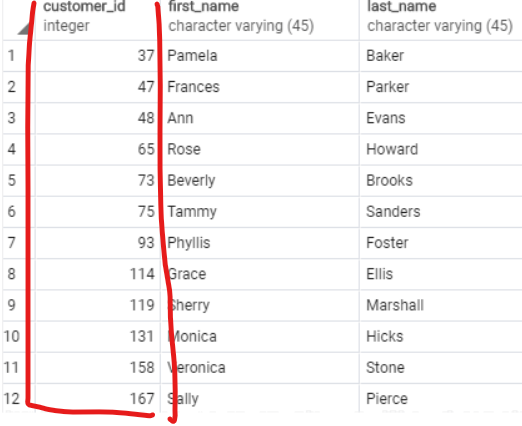 customer_id first_name last_name
integer character varying (45) character varying (45)
1 37 Pamela Baker
2 47 Frances Parker
3 48 Ann Evans
4 65 Rose Howard
5 73 Beverly Brooks
6 75 Tammy Sanders
7 93 Phyllis Foster
8 114 Grace Ellis
9 119 Sherry Marshall
10 131 Monica Hicks
11 158 Veronica Stone
12 167 Sally Pierce